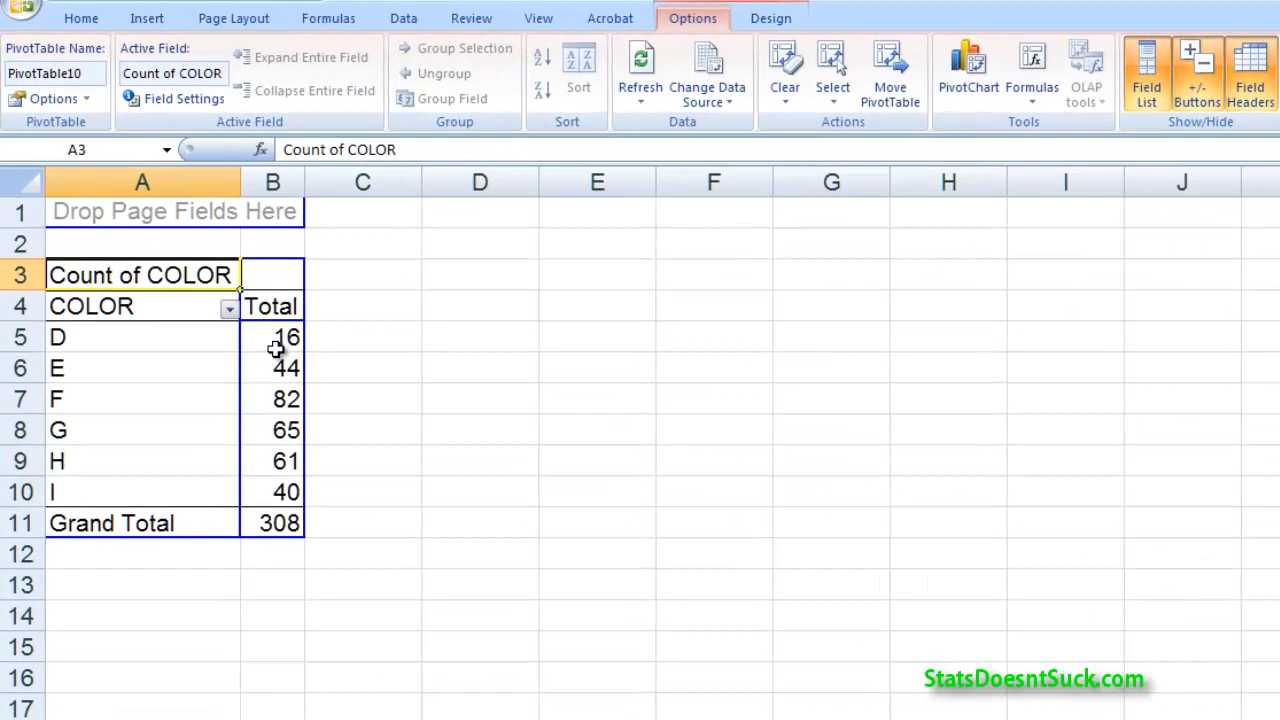 Home Insert Page Layout Formulas Data Review View Acrobat Options Design
PivotTable Name:
PivotTable10
Options
PivotTable
Active Field:
Count of COLOR
Field Settings
Expand Entire Field
Collapse Entire Field
Active Field
Group Selection
Ungroup
Group Field
Group
Sort
Sort
Refresh
Change Data
Source
Data
Clear
Select
Move
PivotTable
Actions
PivotChart
Formulas
OLAP
tools
Tools
Field
List
+/-
Buttons
Field
Headers
Show/Hide
A3 fx Count of COLOR
A B C D E F G H I J
1 Drop Page Fields Here
2
3 Count of COLOR
4 COLOR Total
5 D 16
6 E 44
7 F 82
8 G 65
9 H 61
10 I 40
11 Grand Total 308
12
13
14
15
16
17
StatsDoesntSuck.com